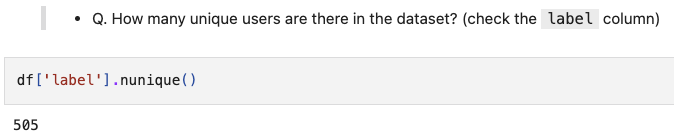 • Q. How many unique users are there in the dataset? (check the label column)
df['label'].nunique()
505